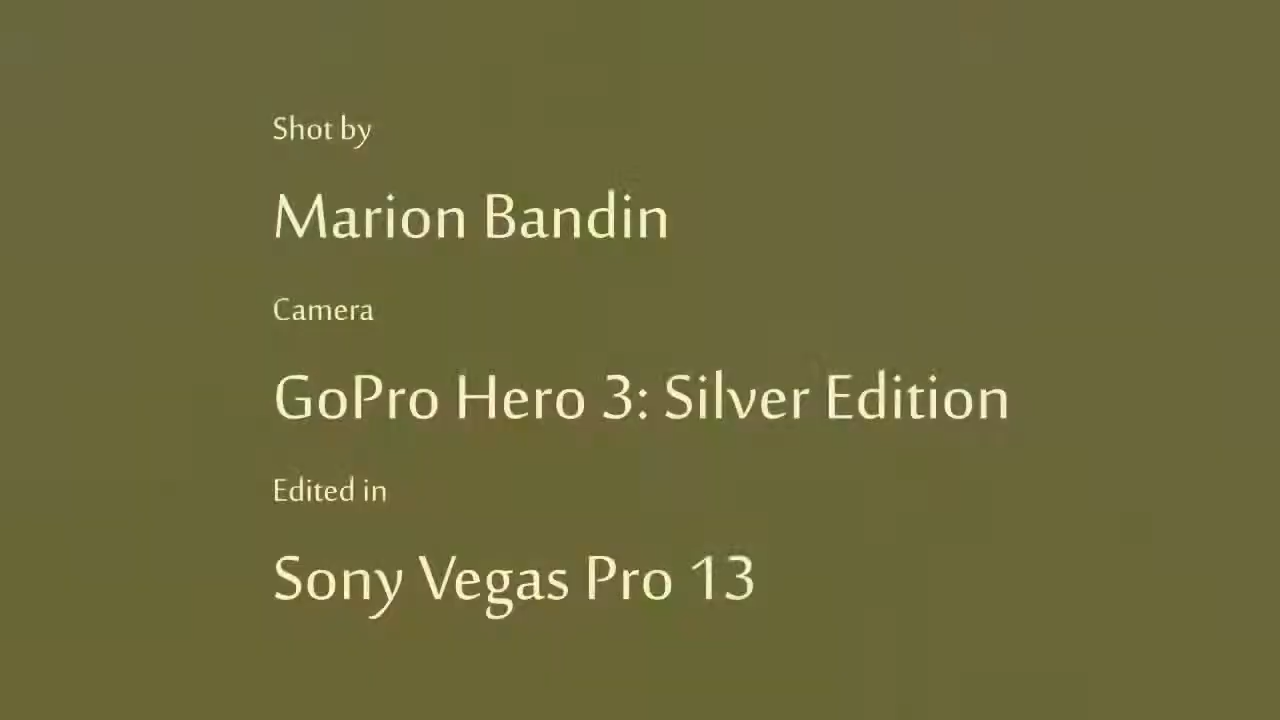 Shot by
Marion Bandin
Camera
GoPro Hero 3: Silver Edition
Edited in
Sony Vegas Pro 13